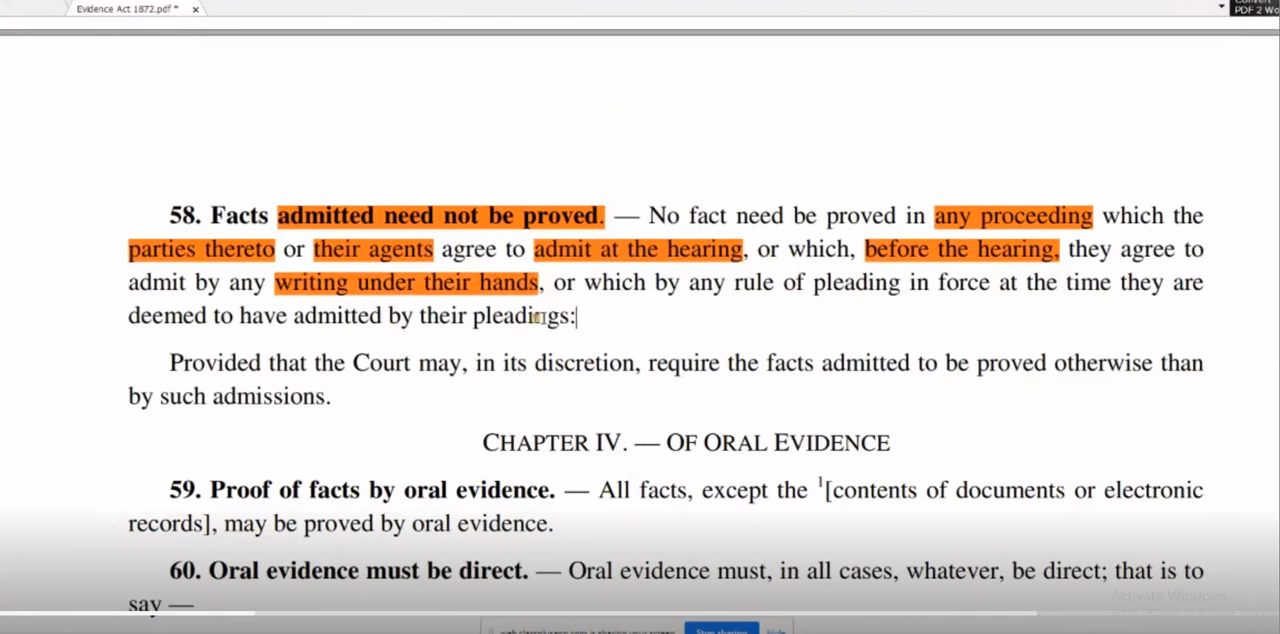 Evidence Act 1872.pdf *
PDF 2 Wo
58. Facts admitted need not be proved. — No fact need be proved in any proceeding which the
parties thereto or their agents agree to admit at the hearing, or which, before the hearing, they agree to
admit by any writing under their hands, or which by any rule of pleading in force at the time they are
deemed to have admitted by their pleadings:
Provided that the Court may, in its discretion, require the facts admitted to be proved otherwise than
by such admissions.
CHAPTER IV. — OF ORAL EVIDENCE
59. Proof of facts by oral evidence. — All facts, except the ¹[contents of documents or electronic
records], may be proved by oral evidence.
60. Oral evidence must be direct. — Oral evidence must, in all cases, whatever, be direct; that is to
say —
Activate Windows